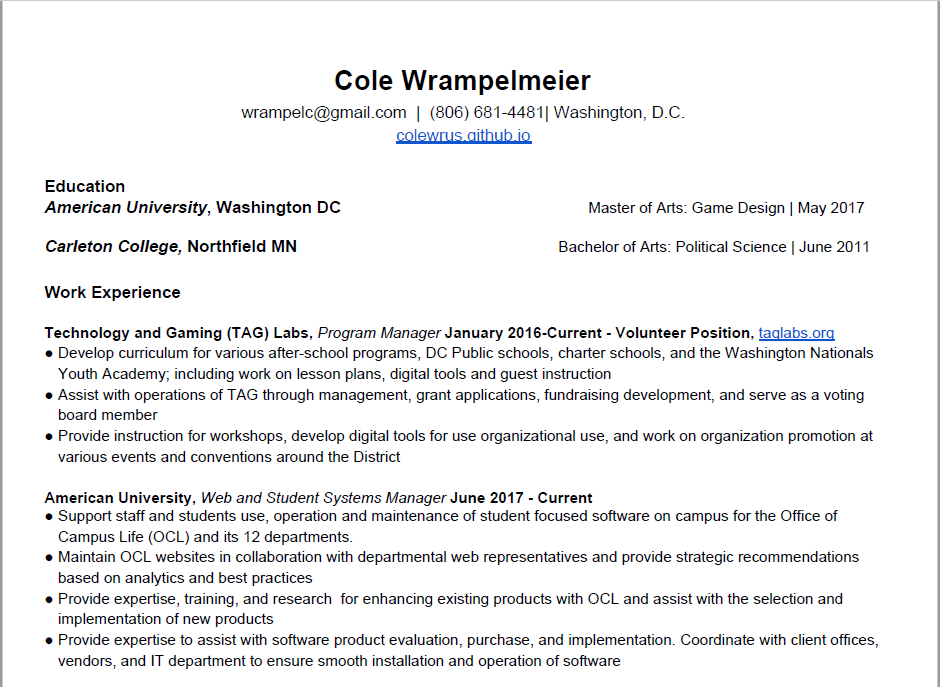 Cole Wrampelmeier
wrampelc@gmail.com | (806) 681-4481| Washington, D.C.
colewrus.github.io
Education
American University, Washington DC Master of Arts: Game Design | May 2017
Carleton College, Northfield MN Bachelor of Arts: Political Science | June 2011
Work Experience
Technology and Gaming (TAG) Labs, Program Manager January 2016-Current - Volunteer Position, taglabs.org
● Develop curriculum for various after-school programs, DC Public schools, charter schools, and the Washington Nationals
Youth Academy; including work on lesson plans, digital tools and guest instruction
● Assist with operations of TAG through management, grant applications, fundraising development, and serve as a voting
board member
● Provide instruction for workshops, develop digital tools for use organizational use, and work on organization promotion at
various events and conventions around the District
American University, Web and Student Systems Manager June 2017 - Current
● Support staff and students use, operation and maintenance of student focused software on campus for the Office of
Campus Life (OCL) and its 12 departments.
● Maintain OCL websites in collaboration with departmental web representatives and provide strategic recommendations
based on analytics and best practices
● Provide expertise, training, and research for enhancing existing products with OCL and assist with the selection and
implementation of new products
● Provide expertise to assist with software product evaluation, purchase, and implementation. Coordinate with client offices,
vendors, and IT department to ensure smooth installation and operation of software